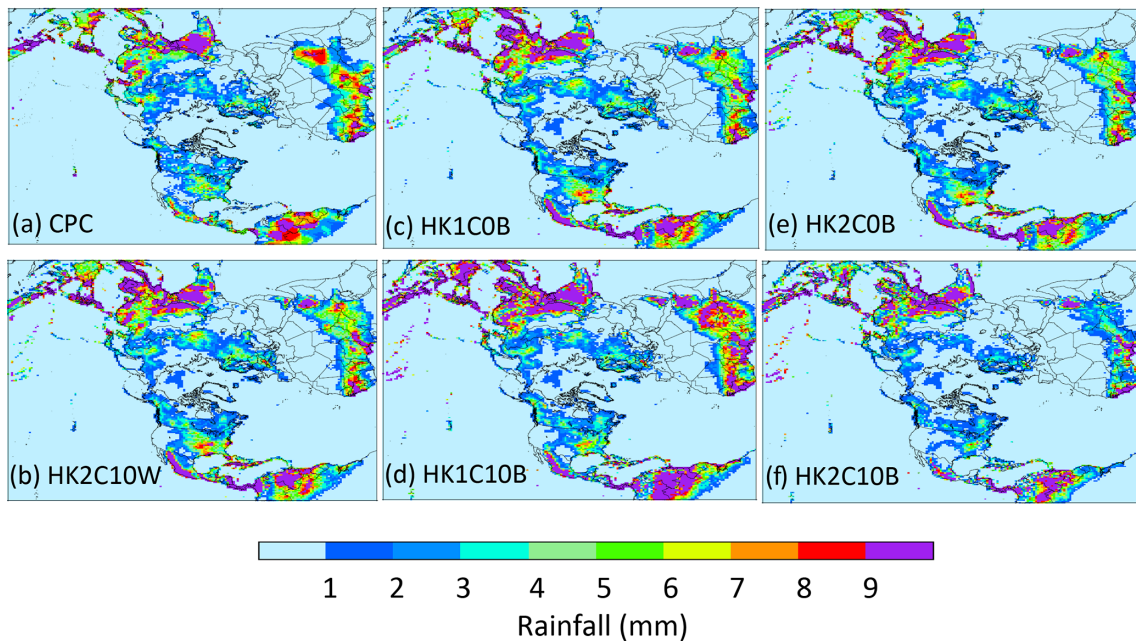 (a) CPC
(c) HK1C0B
(e) HK2C0B
(b) HK2C10W
(d) HK1C10B
(f) HK2C10B
1 2 3 4 5 6 7 8 9
Rainfall (mm)